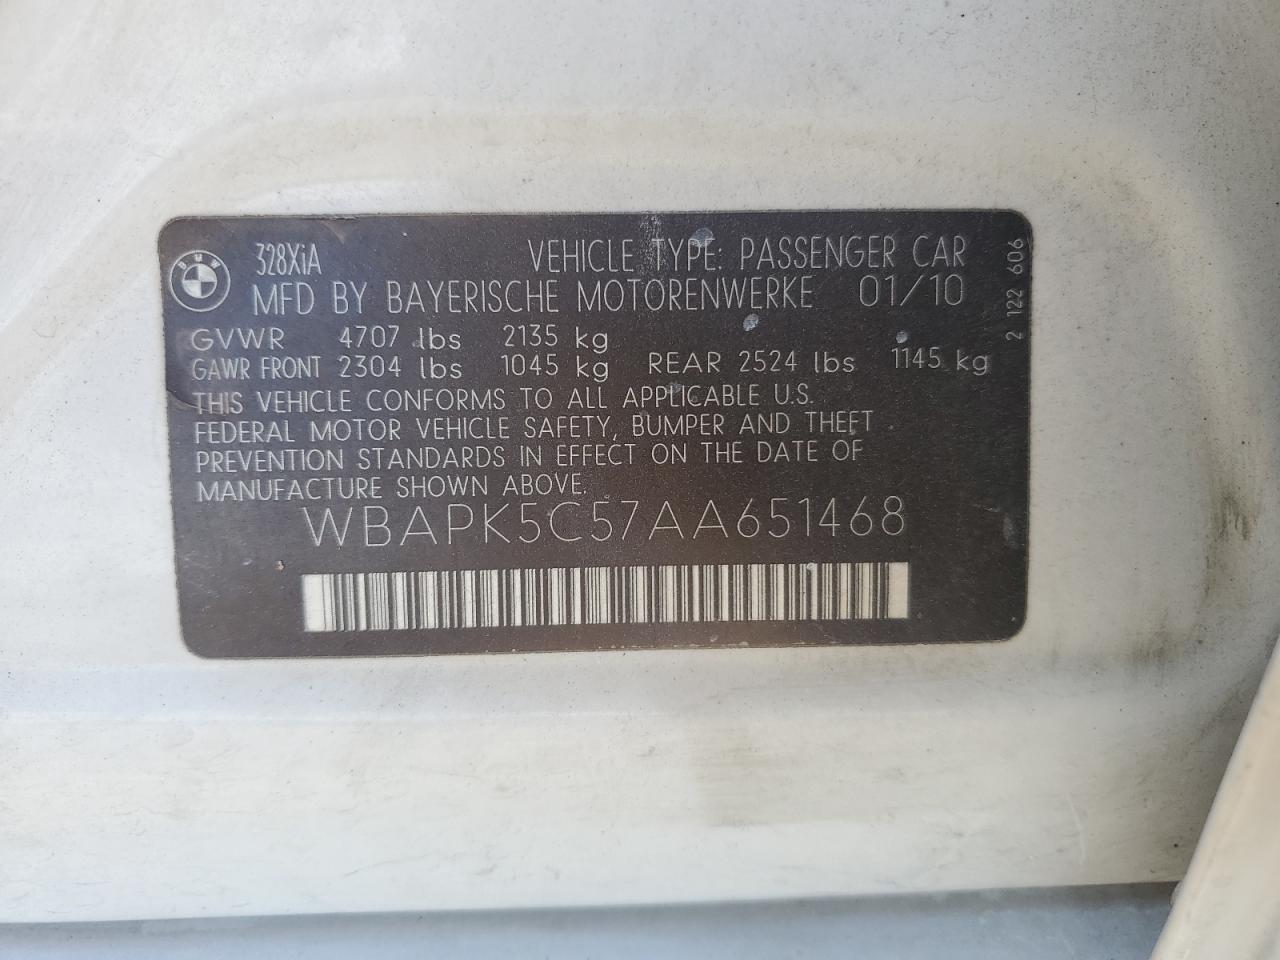 BMW
328XiA VEHICLE TYPE: PASSENGER CAR
MFD BY BAYERISCHE MOTORENWERKE 01/10
GVWR 4707 lbs 2135 kg
GAWR FRONT 2304 lbs 1045 kg REAR 2524 lbs 1145 kg
THIS VEHICLE CONFORMS TO ALL APPLICABLE U.S.
FEDERAL MOTOR VEHICLE SAFETY, BUMPER AND THEFT
PREVENTION STANDARDS IN EFFECT ON THE DATE OF
MANUFACTURE SHOWN ABOVE.
WBAPK5C57AA651468
2 122 606